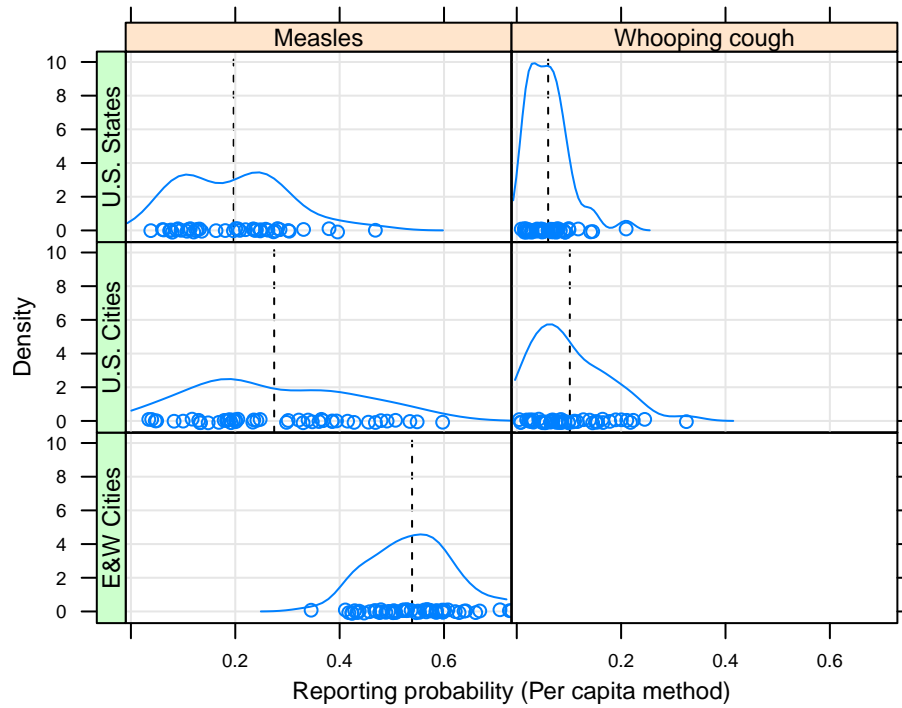 Measles
Whooping cough
Density
U.S. States
10
8
6
4
2
0
U.S. Cities
10
8
6
4
2
0
E&W Cities
10
8
6
4
2
0
0.2 0.4 0.6 0.2 0.4 0.6
Reporting probability (Per capita method)